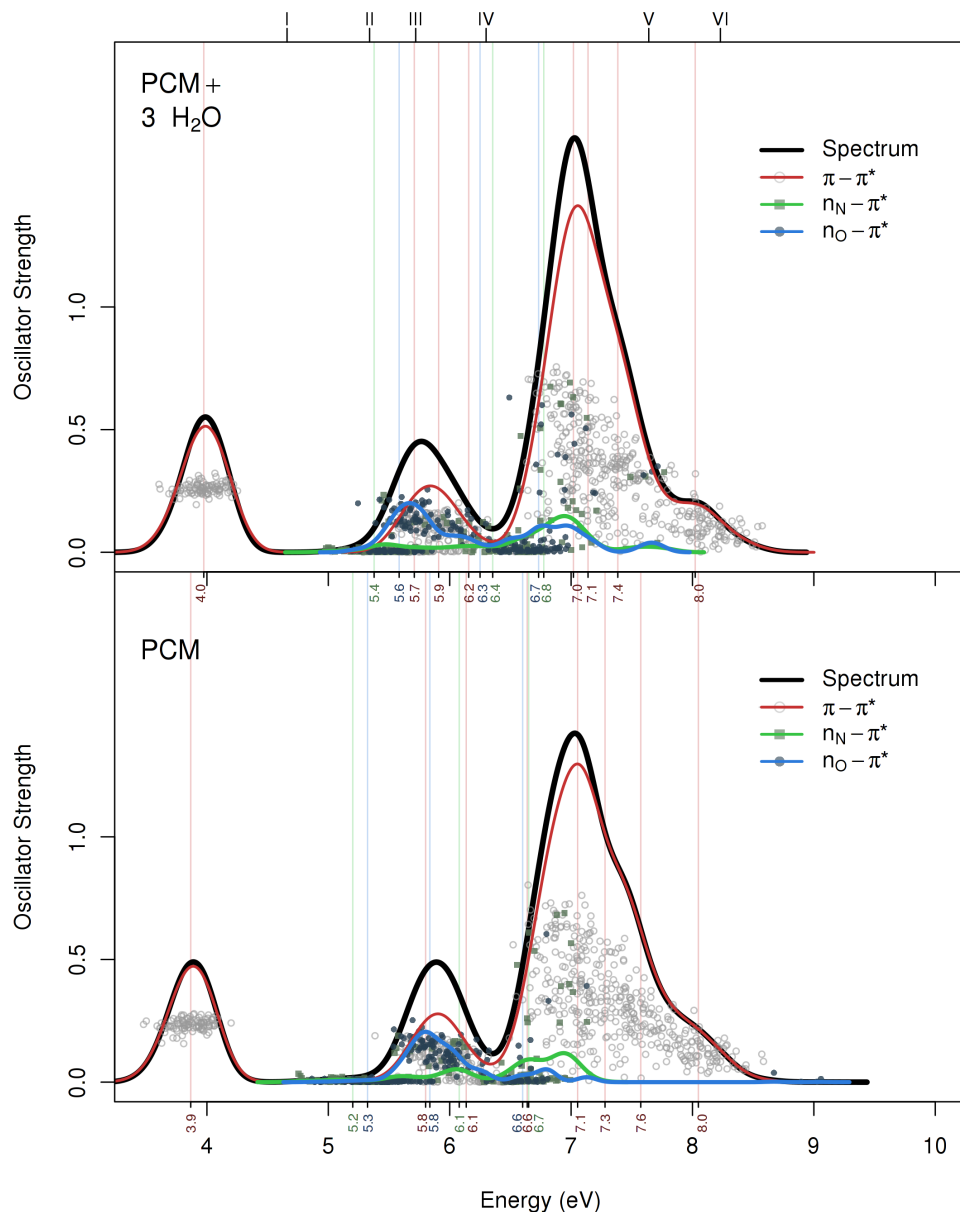 I II III IV V VI
PCM +
3 H₂O
Spectrum
π − π*
n_N − π*
n_O − π*
Oscillator Strength
1.0
0.5
0.0
4.0 5.4 5.6 5.7 5.9 6.2 6.3 6.4 6.7 6.8 7.0 7.1 7.4 8.0
PCM
Spectrum
π − π*
n_N − π*
n_O − π*
Oscillator Strength
1.0
0.5
0.0
3.9 5.2 5.3 5.8 5.8 6.1 6.1 6.6 6.6 6.7 7.1 7.3 7.6 8.0
4 5 6 7 8 9 10
Energy (eV)